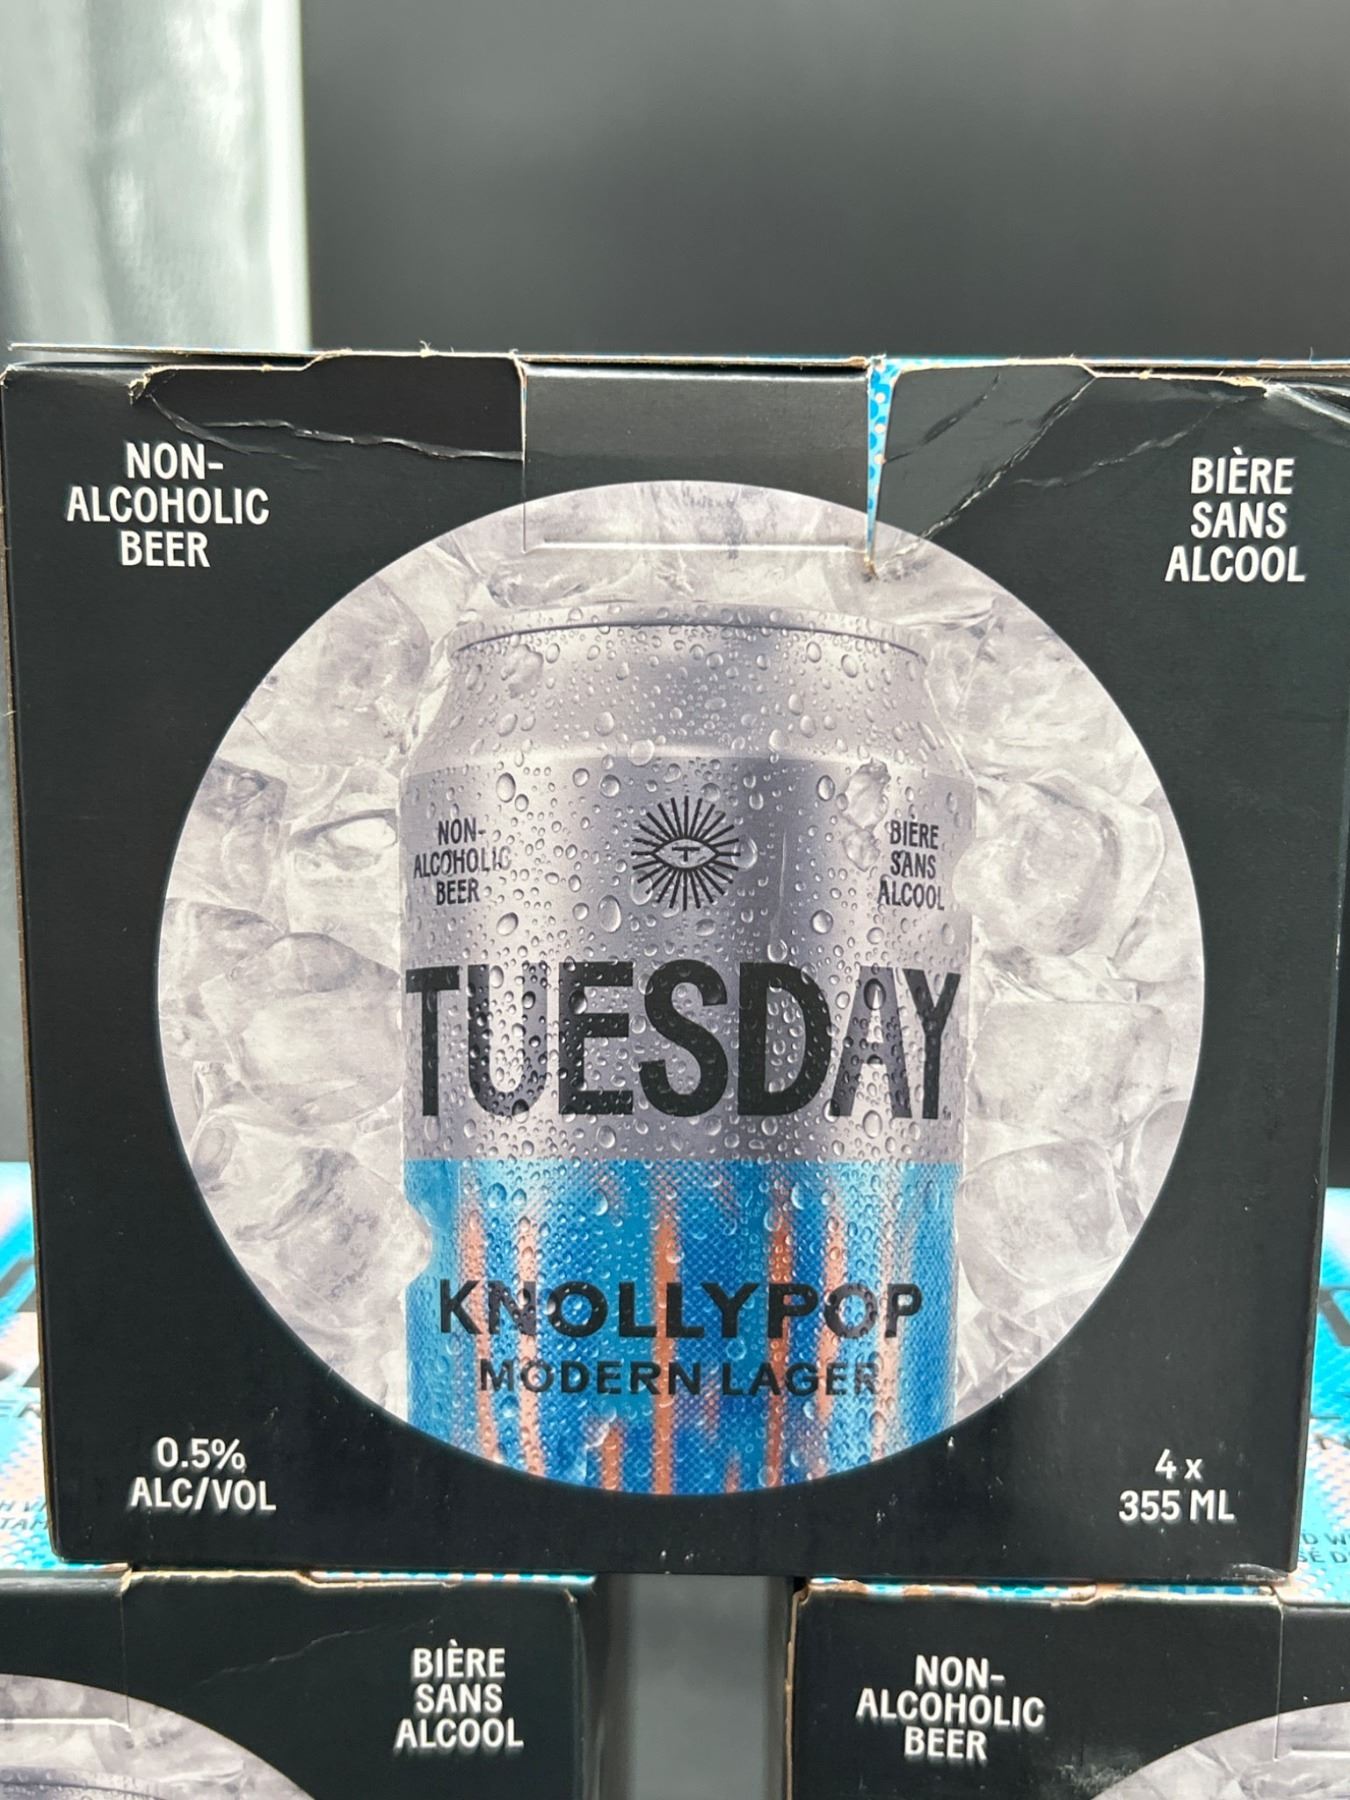 NON-
ALCOHOLIC
BEER
BIÈRE
SANS
ALCOOL
NON-
ALCOHOLIC
BEER
BIÈRE
SANS
ALCOOL
TUESDAY
KNOLLYPOP
MODERN LAGER
0.5%
ALC/VOL
4 x
355 ML
BIÈRE
SANS
ALCOOL
NON-
ALCOHOLIC
BEER